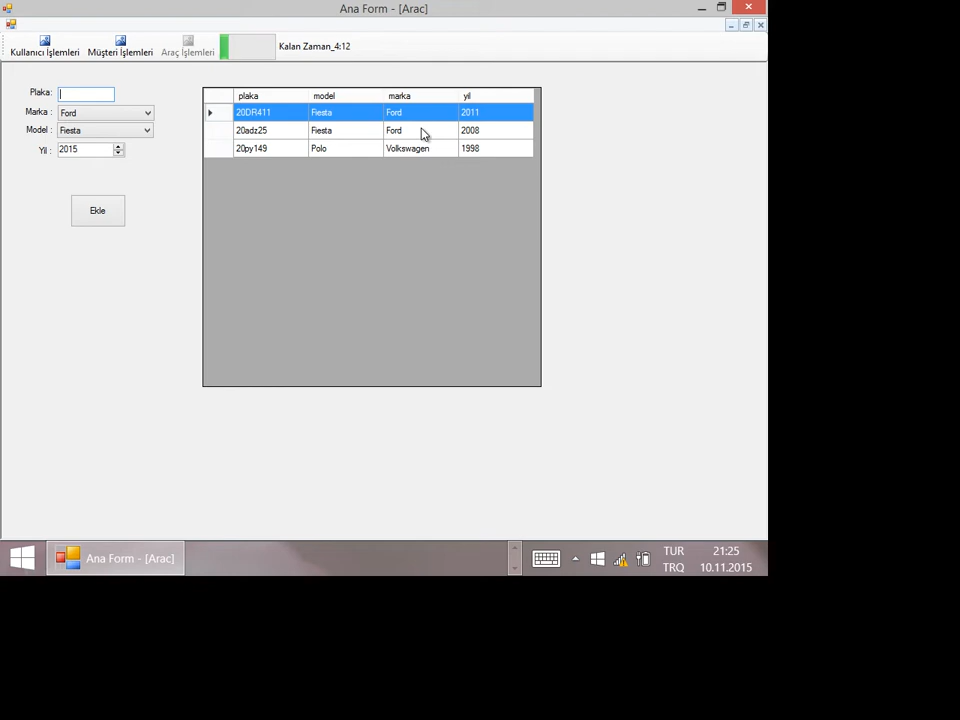 Ana Form - [Arac]
Kullanıcı İşlemleri Müşteri İşlemleri Araç İşlemleri Kalan Zaman_4:12
Plaka:
Marka : Ford
Model : Fiesta
Yil : 2015
Ekle
plaka model marka yil
20DR411 Fiesta Ford 2011
20adz25 Fiesta Ford 2008
20py149 Polo Volkswagen 1998
Ana Form - [Arac]
TUR 21:25
TRQ 10.11.2015